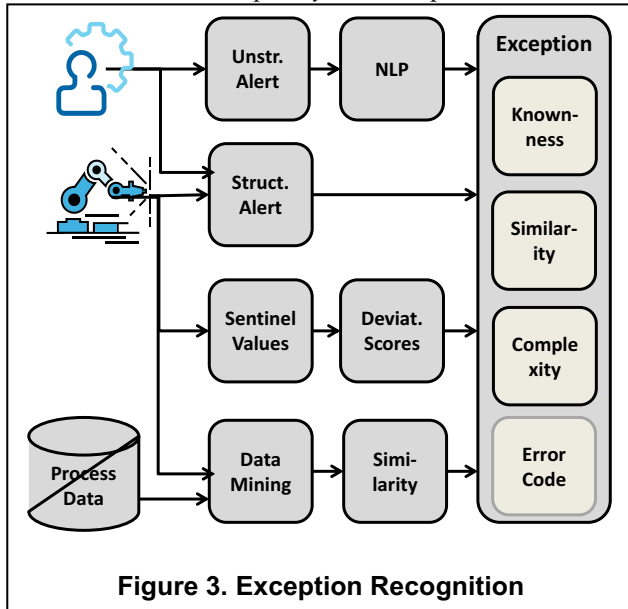 Unstr.
Alert
NLP
Exception
Known-
ness
Struct.
Alert
Similar-
ity
Sentinel
Values
Deviat.
Scores
Comple
xity
Process
Data
Data
Mining
Simi-
larity
Error
Code
Figure 3. Exception Recognition